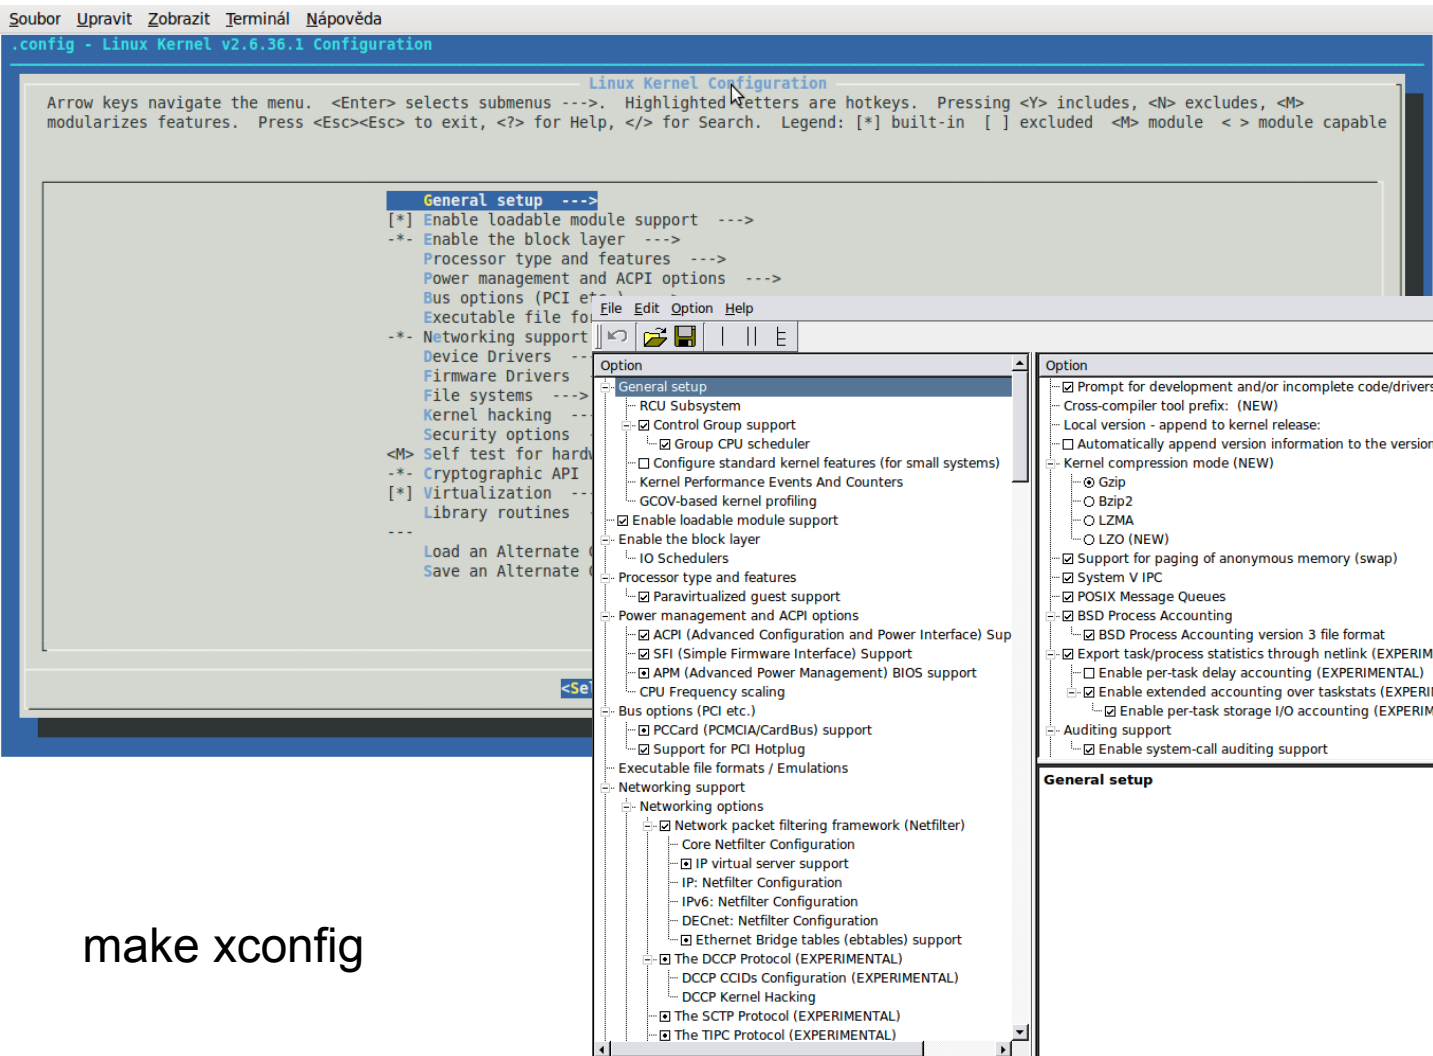 Soubor Upravit Zobrazit Terminál Nápověda
.config - Linux Kernel v2.6.36.1 Configuration
Linux Kernel Configuration
Arrow keys navigate the menu. <Enter> selects submenus --->. Highlighted letters are hotkeys. Pressing <Y> includes, <N> excludes, <M>
modularizes features. Press <Esc><Esc> to exit, <?> for Help, </> for Search. Legend: [*] built-in [ ] excluded <M> module < > module capable
General setup --->
[*] Enable loadable module support --->
-*- Enable the block layer --->
Processor type and features --->
Power management and ACPI options --->
Bus options (PCI etc.) --->
Executable file for
-*- Networking support
Device Drivers --
Firmware Drivers
File systems --->
Kernel hacking --
Security options -
<M> Self test for hardw
-*- Cryptographic API
[*] Virtualization --
Library routines -
---
Load an Alternate
Save an Alternate
<Sel
File Edit Option Help
Option
General setup
RCU Subsystem
Control Group support
Group CPU scheduler
Configure standard kernel features (for small systems)
Kernel Performance Events And Counters
GCOV-based kernel profiling
Enable loadable module support
Enable the block layer
IO Schedulers
Processor type and features
Paravirtualized guest support
Power management and ACPI options
ACPI (Advanced Configuration and Power Interface) Sup
SFI (Simple Firmware Interface) Support
APM (Advanced Power Management) BIOS support
CPU Frequency scaling
Bus options (PCI etc.)
PCCard (PCMCIA/CardBus) support
Support for PCI Hotplug
Executable file formats / Emulations
Networking support
Networking options
Network packet filtering framework (Netfilter)
Core Netfilter Configuration
IP virtual server support
IP: Netfilter Configuration
IPv6: Netfilter Configuration
DECnet: Netfilter Configuration
Ethernet Bridge tables (ebtables) support
The DCCP Protocol (EXPERIMENTAL)
DCCP CCIDs Configuration (EXPERIMENTAL)
DCCP Kernel Hacking
The SCTP Protocol (EXPERIMENTAL)
The TIPC Protocol (EXPERIMENTAL)
Option
Prompt for development and/or incomplete code/drivers
Cross-compiler tool prefix: (NEW)
Local version - append to kernel release:
Automatically append version information to the version
Kernel compression mode (NEW)
Gzip
Bzip2
LZMA
LZO (NEW)
Support for paging of anonymous memory (swap)
System V IPC
POSIX Message Queues
BSD Process Accounting
BSD Process Accounting version 3 file format
Export task/process statistics through netlink (EXPERIM
Enable per-task delay accounting (EXPERIMENTAL)
Enable extended accounting over taskstats (EXPERI
Enable per-task storage I/O accounting (EXPERIM
Auditing support
Enable system-call auditing support
General setup
make xconfig